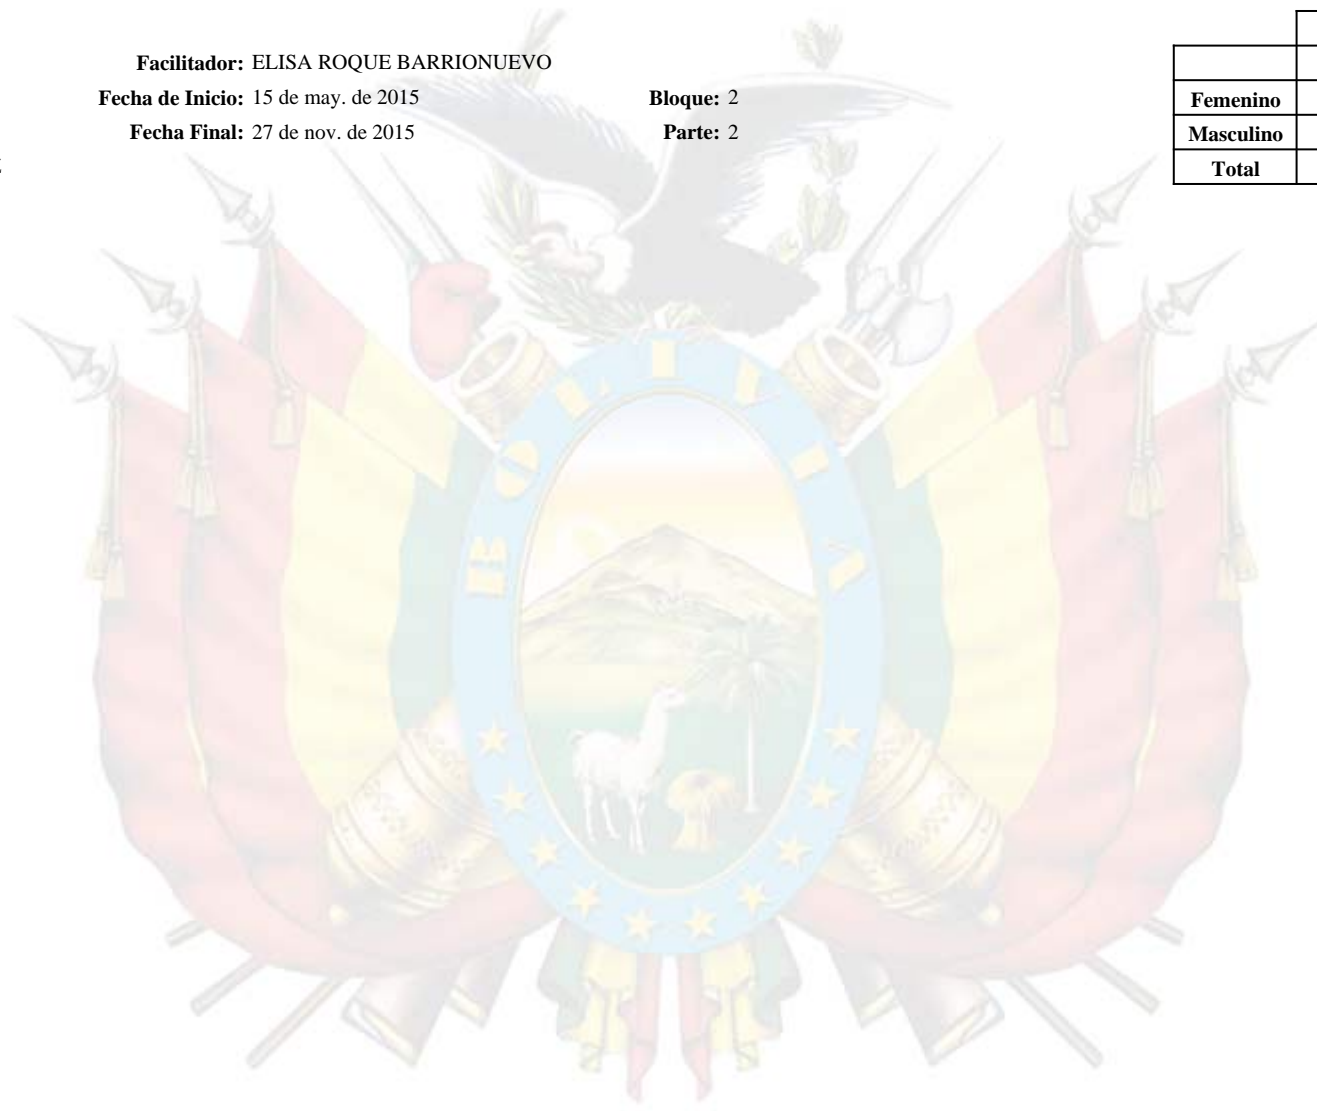 Facilitador: ELISA ROQUE BARRIONUEVO
Fecha de Inicio: 15 de may. de 2015 Bloque: 2
Fecha Final: 27 de nov. de 2015 Parte: 2
Femenino
Masculino
Total
BOLIVIA